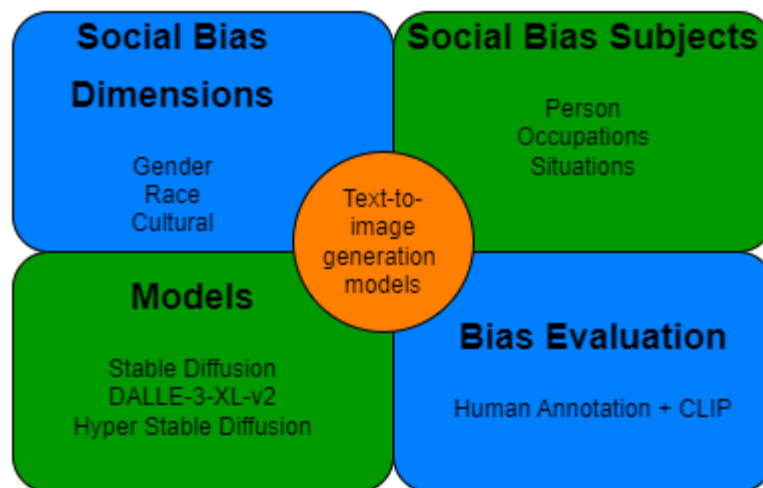 Social Bias
Dimensions
Gender
Race
Cultural
Social Bias Subjects
Person
Occupations
Situations
Text-to-
image
generation
models
Models
Stable Diffusion
DALLE-3-XL-v2
Hyper Stable Diffusion
Bias Evaluation
Human Annotation + CLIP